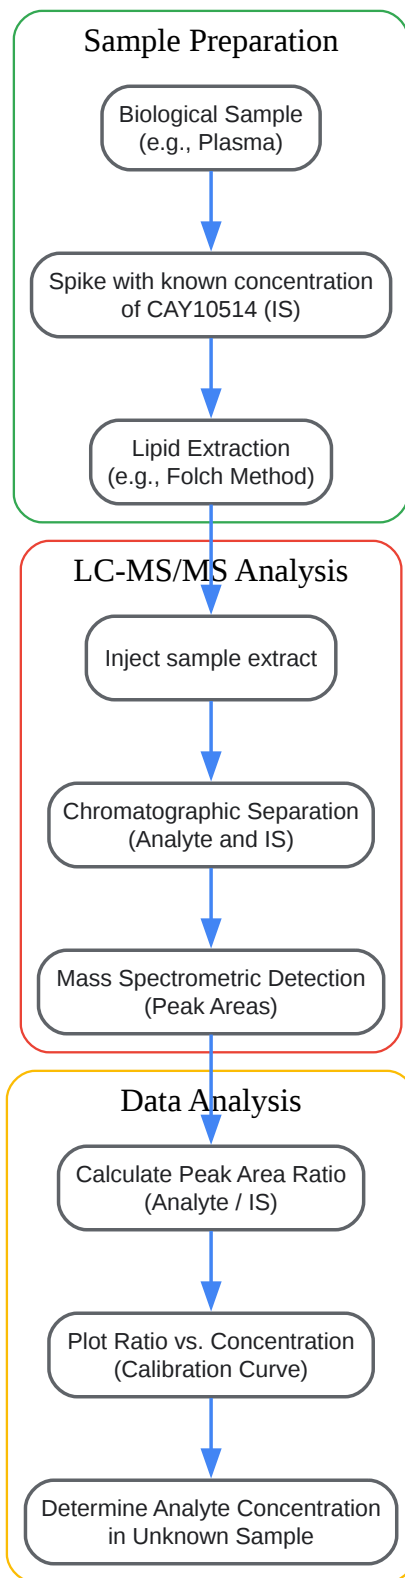 Sample Preparation
Biological Sample
(e.g., Plasma)
Spike with known concentration
of CAY10514 (IS)
Lipid Extraction
(e.g., Folch Method)
LC-MS/MS Analysis
Inject sample extract
Chromatographic Separation
(Analyte and IS)
Mass Spectrometric Detection
(Peak Areas)
Data Analysis
Calculate Peak Area Ratio
(Analyte / IS)
Plot Ratio vs. Concentration
(Calibration Curve)
Determine Analyte Concentration
in Unknown Sample